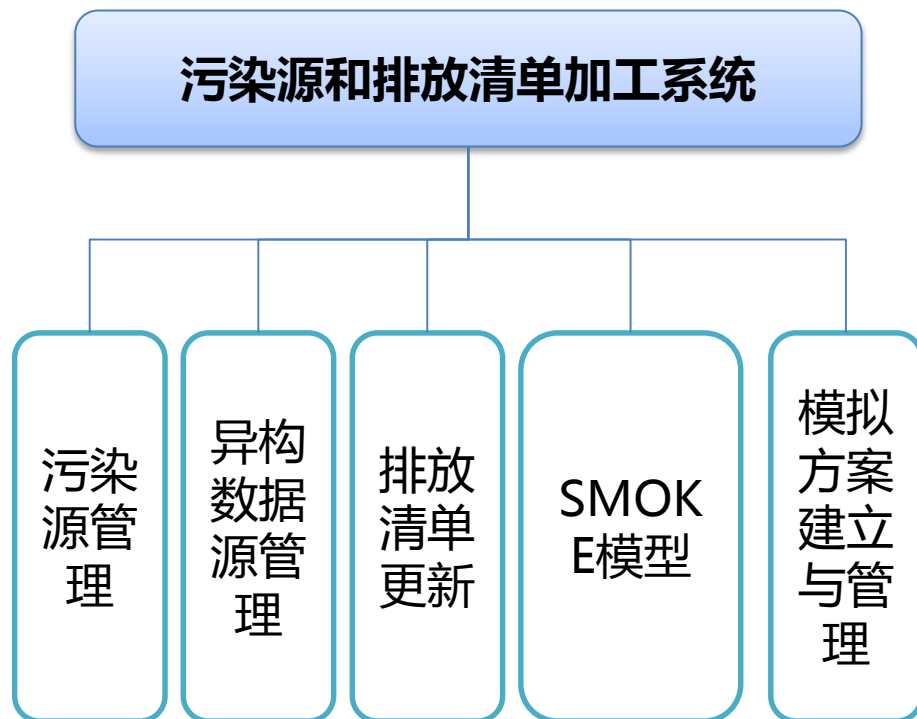 污染源和排放清单加工系统
污染
源管
理
异构
数据
源管
理
排放
清单
更新
SMOK
E模型
模拟
方案
建立
与管
理